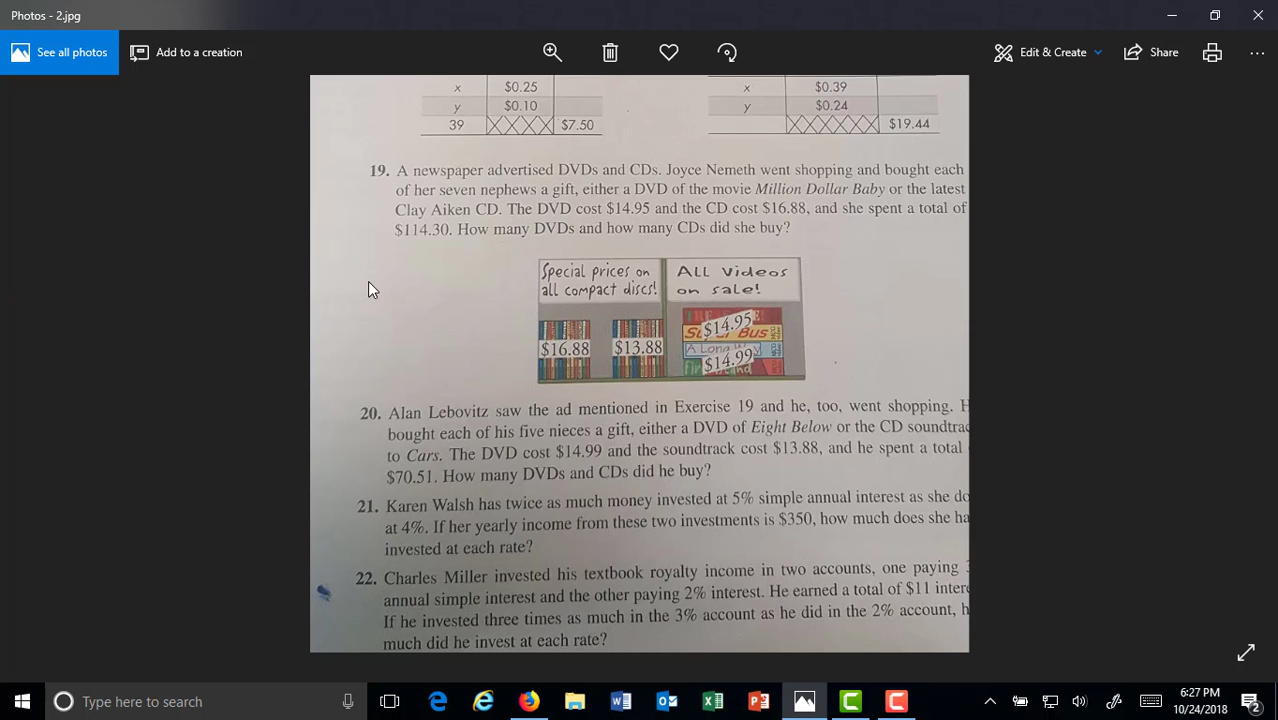 Photos - 2.jpg
See all photos
Add to a creation
Edit & Create
Share
x $0.25
y $0.10
39 $7.50
x $0.39
y $0.24
$19.44
19. A newspaper advertised DVDs and CDs. Joyce Nemeth went shopping and bought each
of her seven nephews a gift, either a DVD of the movie Million Dollar Baby or the latest
Clay Aiken CD. The DVD cost $14.95 and the CD cost $16.88, and she spent a total of
$114.30. How many DVDs and how many CDs did she buy?
Special prices on
all compact discs!
ALL Videos
on sale!
$16.88
$13.88
$14.95
Bus
A Long
$14.99
20. Alan Lebovitz saw the ad mentioned in Exercise 19 and he, too, went shopping. H
bought each of his five nieces a gift, either a DVD of Eight Below or the CD soundtrac
to Cars. The DVD cost $14.99 and the soundtrack cost $13.88, and he spent a total
$70.51. How many DVDs and CDs did he buy?
21. Karen Walsh has twice as much money invested at 5% simple annual interest as she do
at 4%. If her yearly income from these two investments is $350, how much does she ha
invested at each rate?
22. Charles Miller invested his textbook royalty income in two accounts, one paying 3
annual simple interest and the other paying 2% interest. He earned a total of $11 intere
If he invested three times as much in the 3% account as he did in the 2% account, h
much did he invest at each rate?
Type here to search
6:27 PM
10/24/2018
2